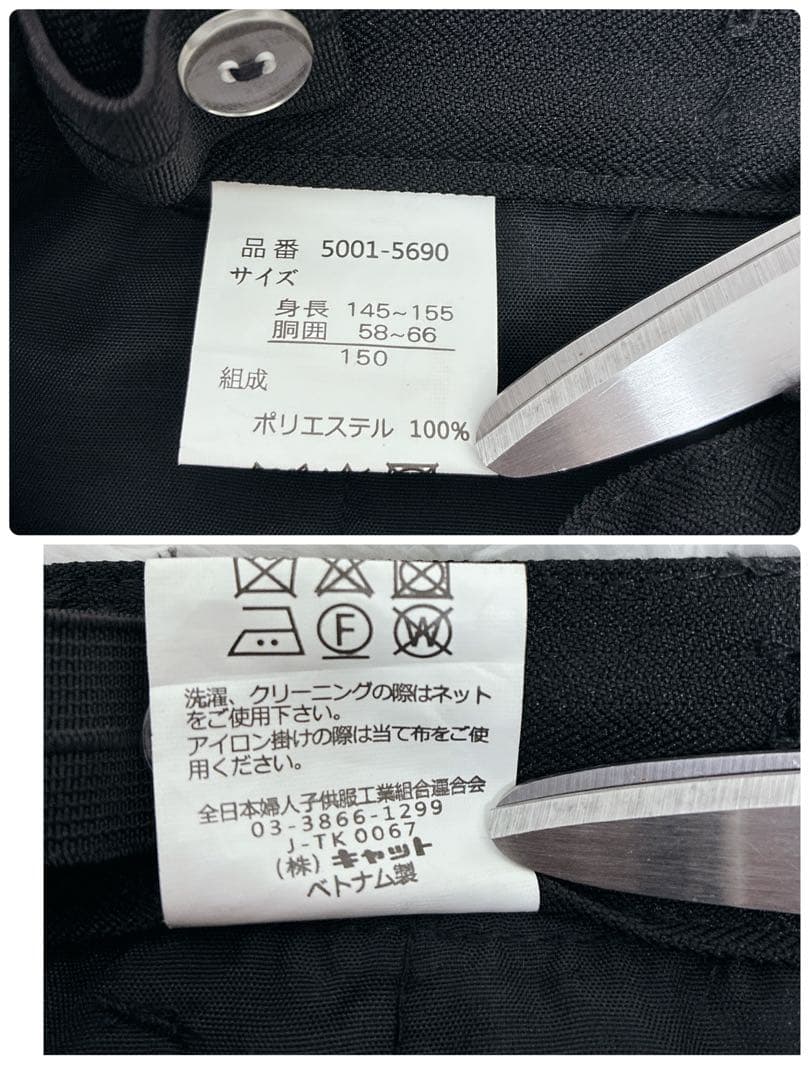 品番 5001-5690
サイズ
身長 145~155
胴囲 58~66
150
組成
ポリエステル 100%
F W
洗濯、クリーニングの際はネット
をご使用下さい。
アイロン掛けの際は当て布をご使
用ください。
全日本婦人子供服工業組合連合会
03-3866-1299
J-TK 0067
(株) キャット
ベトナム製